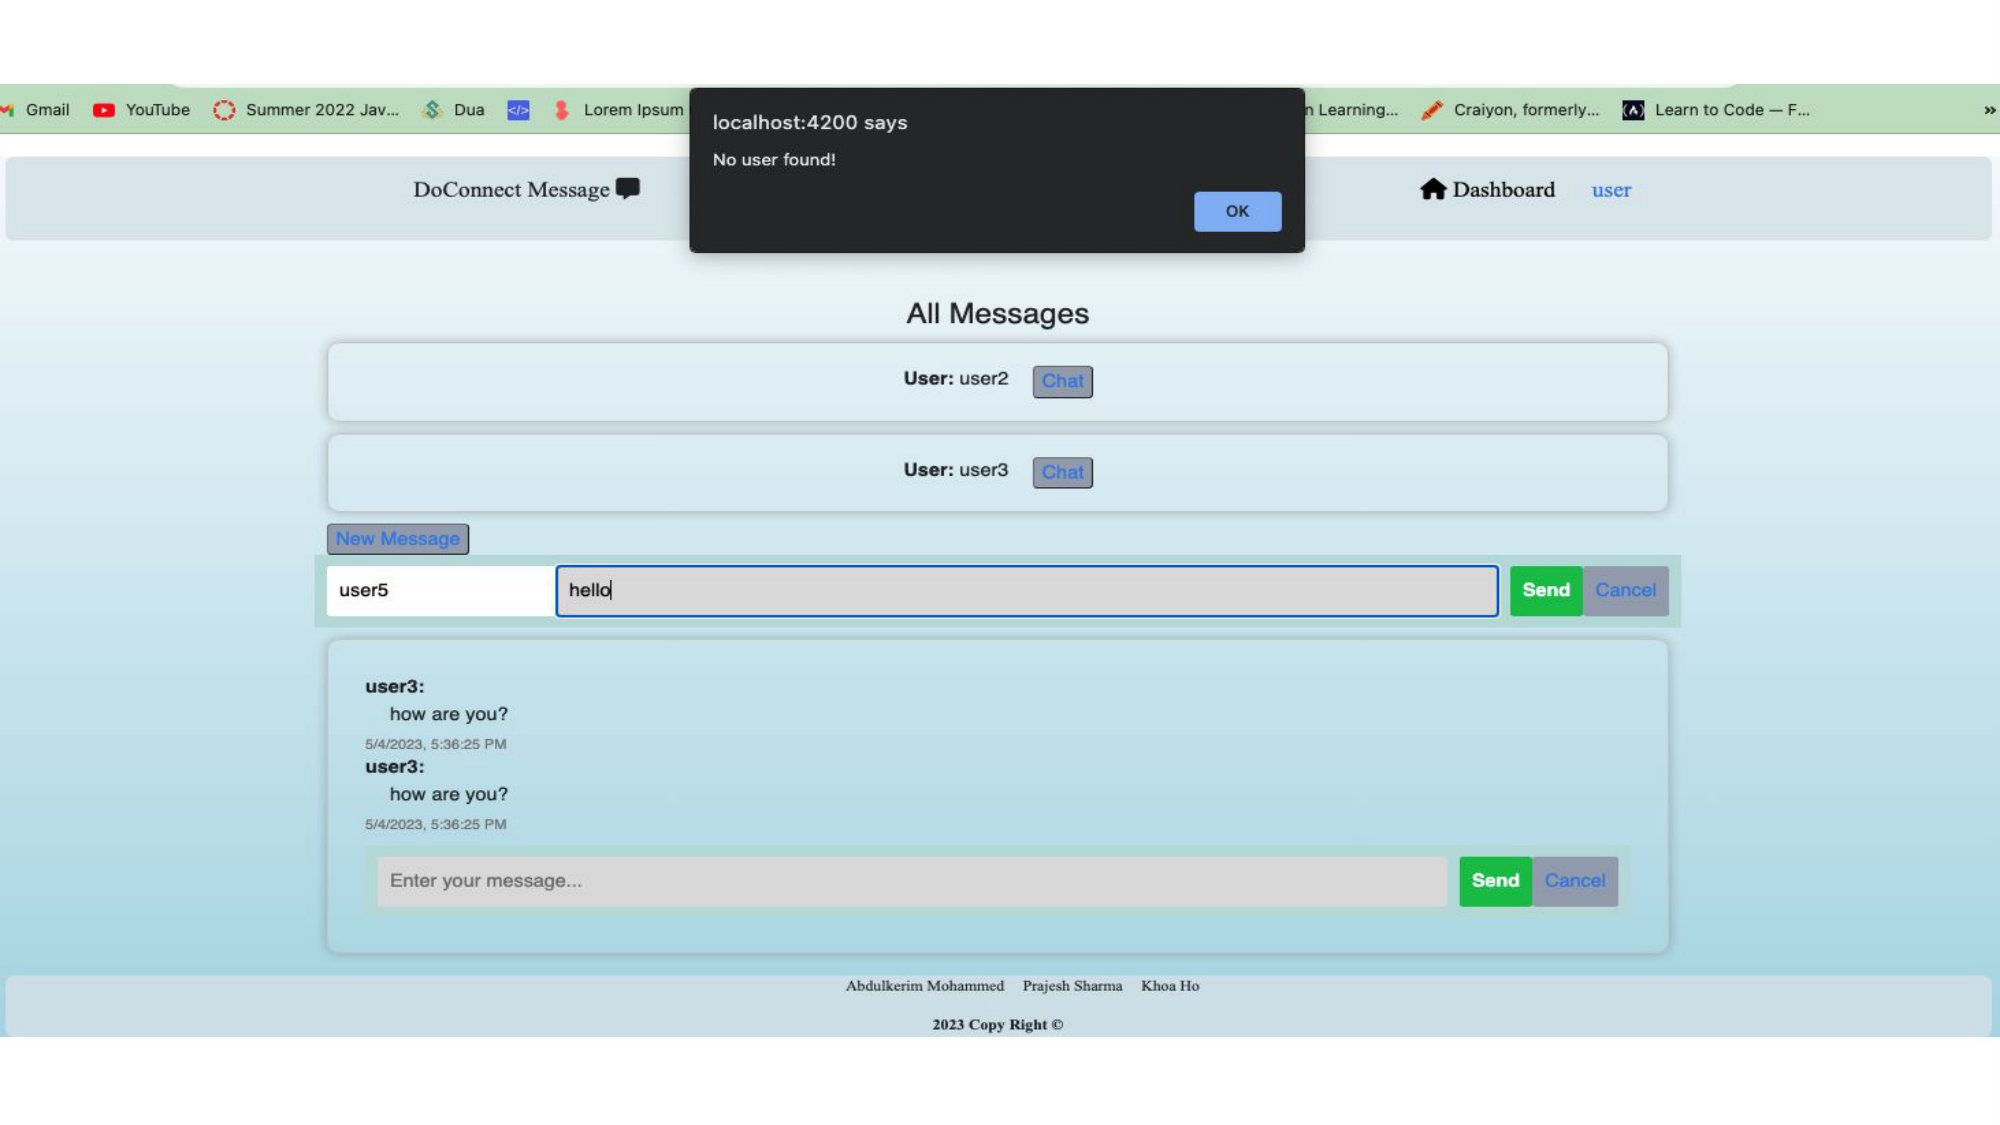 Gmail YouTube Summer 2022 Jav... Dua Lorem Ipsum n Learning... Craiyon, formerly... Learn to Code — F... »
localhost:4200 says
No user found!
OK
DoConnect Message Dashboard user
All Messages
User: user2 Chat
User: user3 Chat
New Message
user5 hello Send Cancel
user3:
how are you?
5/4/2023, 5:36:25 PM
user3:
how are you?
5/4/2023, 5:36:25 PM
Enter your message... Send Cancel
Abdulkerim Mohammed Prajesh Sharma Khoa Ho
2023 Copy Right ©